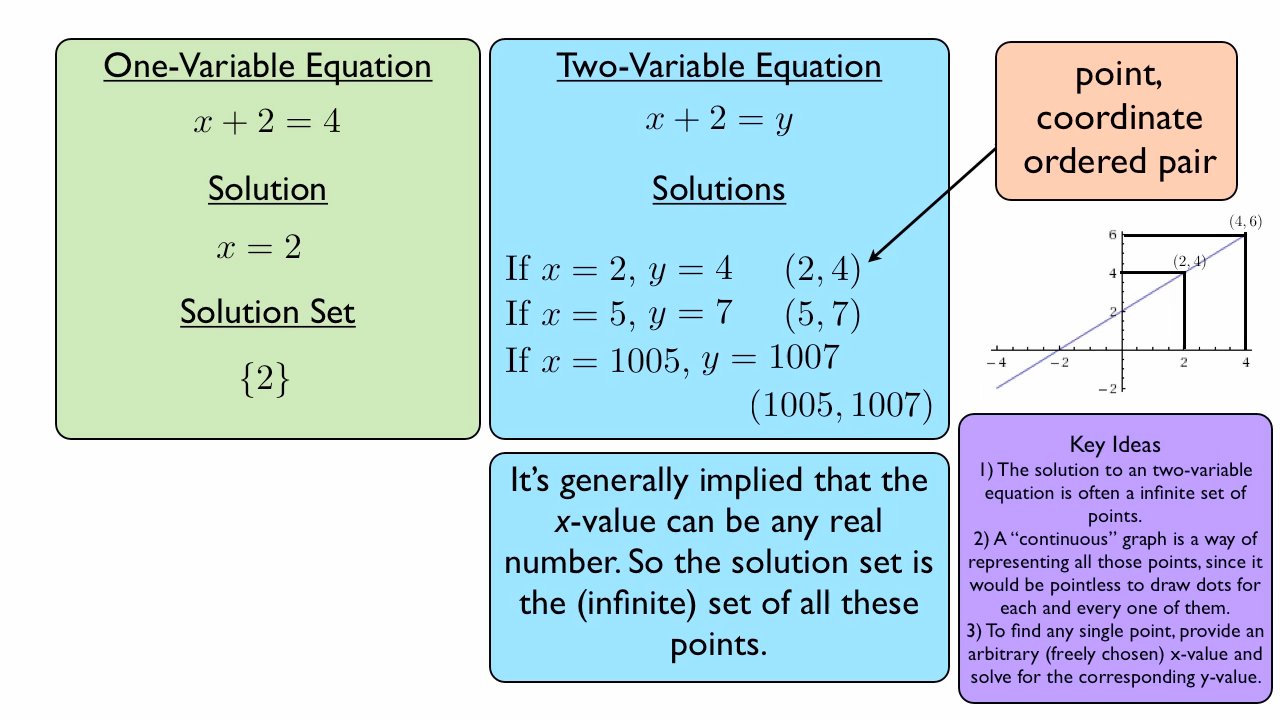 One-Variable Equation
x + 2 = 4
Solution
x = 2
Solution Set
{2}
Two-Variable Equation
x + 2 = y
Solutions
If x = 2, y = 4 (2, 4)
If x = 5, y = 7 (5, 7)
If x = 1005, y = 1007
(1005, 1007)
It's generally implied that the
x-value can be any real
number. So the solution set is
the (infinite) set of all these
points.
point,
coordinate
ordered pair
(4, 6)
6
(2, 4)
4
2
−4 −2 2 4
−2
Key Ideas
1) The solution to an two-variable
equation is often a infinite set of
points.
2) A “continuous” graph is a way of
representing all those points, since it
would be pointless to draw dots for
each and every one of them.
3) To find any single point, provide an
arbitrary (freely chosen) x-value and
solve for the corresponding y-value.